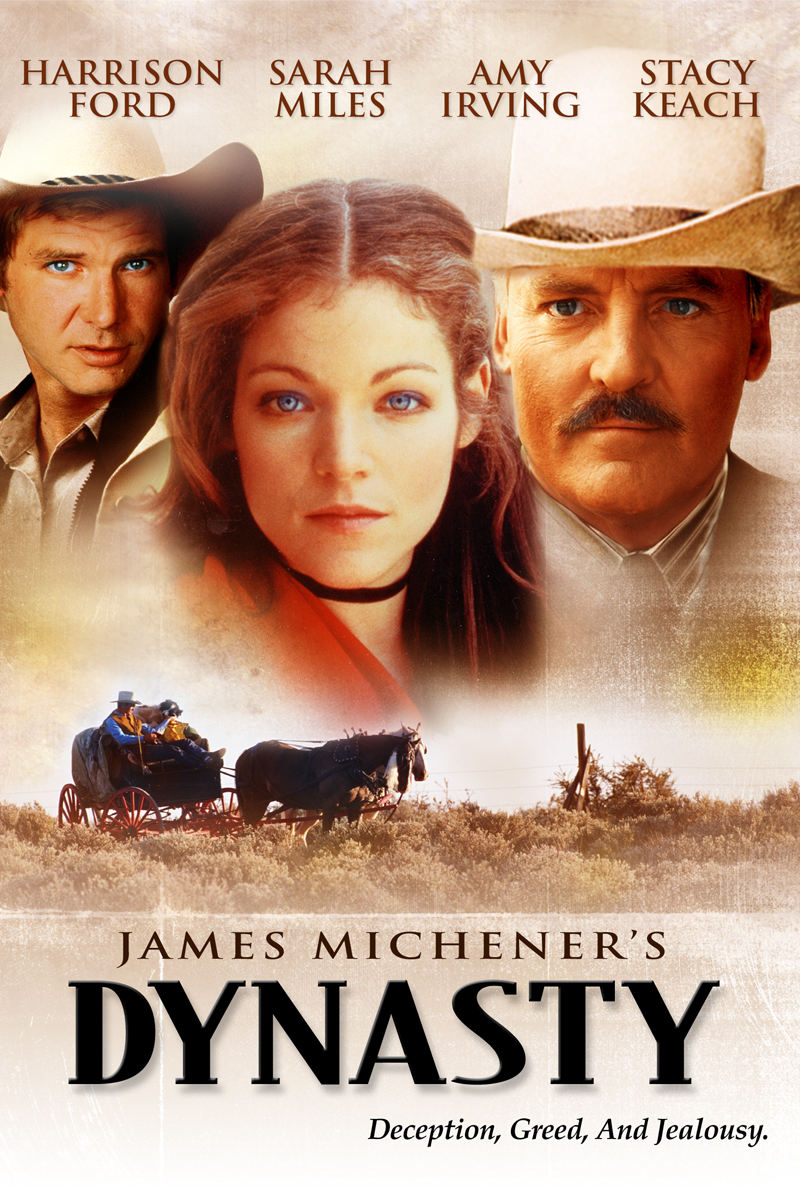 HARRISON FORD
SARAH MILES
AMY IRVING
STACY KEACH
JAMES MICHENER'S
DYNASTY
Deception, Greed, And Jealousy.